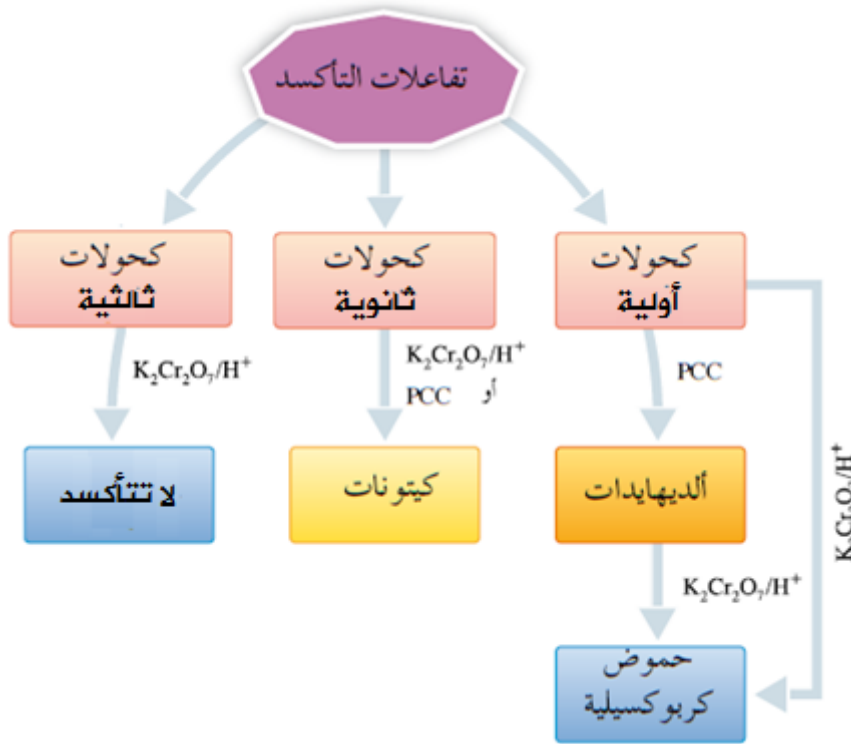 تفاعلات التأكسد
كحولات
أولية
كحولات
ثانوية
كحولات
ثالثية
PCC
K₂Cr₂O₇/H⁺
أو PCC
K₂Cr₂O₇/H⁺
K₂Cr₂O₇/H⁺
ألديهايدات
كيتونات
لا تتأكسد
K₂Cr₂O₇/H⁺
حموض
كربوكسيلية